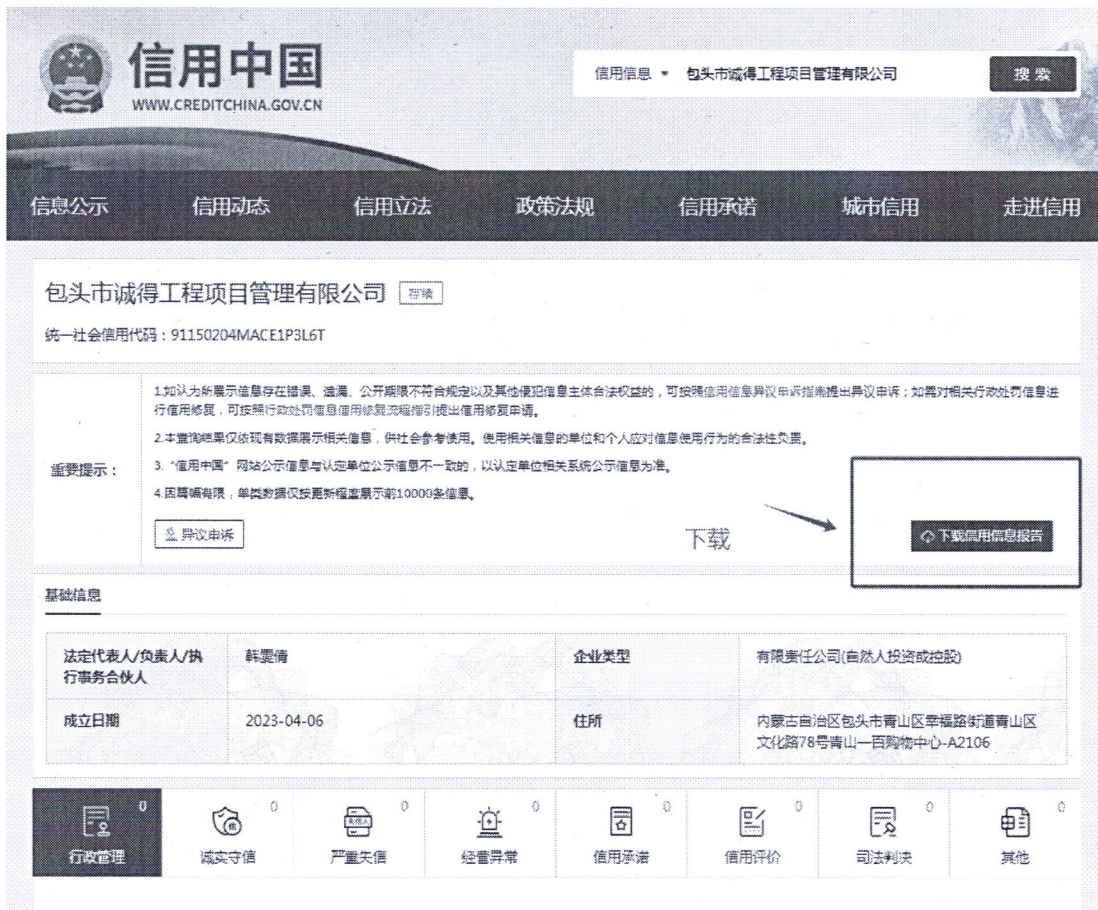 信用中国
WWW.CREDITCHINA.GOV.CN
信用信息 包头市诚得工程项目管理有限公司 搜索
信息公示 信用动态 信用立法 政策法规 信用承诺 城市信用 走进信用
包头市诚得工程项目管理有限公司 存续
统一社会信用代码：91150204MACE1P3L6T
1.如认为所展示信息存在错误、遗漏、公开期限不符合规定以及其他侵犯信息主体合法权益的，可按照信用信息异议申诉指南提出异议申诉；如需对相关行政处罚信息进
行信用修复，可按照行政处罚信息信用修复流程指引提出信用修复申请。
2.本查询结果仅依现有数据展示相关信息，供社会参考使用。使用相关信息的单位和个人应对信息使用行为的合法性负责。
重要提示：
3.“信用中国”网站公示信息与认定单位公示信息不一致的，以认定单位相关系统公示信息为准。
4.因篇幅有限，单类数据仅按更新程度展示前10000条信息。
异议申诉
下载
下载信用信息报告
基础信息
法定代表人/负责人/执
行事务合伙人
韩雯倩
企业类型
有限责任公司(自然人投资或控股)
成立日期
2023-04-06
住所
内蒙古自治区包头市青山区幸福路街道青山区
文化路78号青山一百购物中心-A2106
0 0 0 0 0 0 0 0
行政管理 诚实守信 严重失信 经营异常 信用承诺 信用评价 司法判决 其他